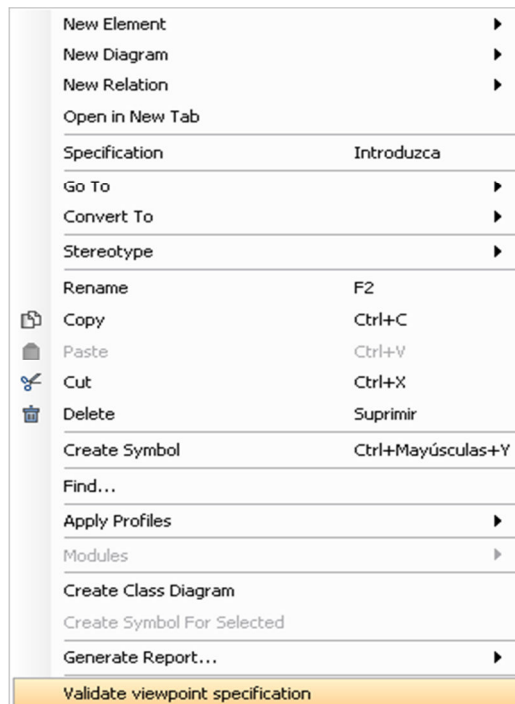 New Element
New Diagram
New Relation
Open in New Tab
Specification Introduzca
Go To
Convert To
Stereotype
Rename F2
Copy Ctrl+C
Paste Ctrl+V
Cut Ctrl+X
Delete Suprimir
Create Symbol Ctrl+Mayúsculas+Y
Find...
Apply Profiles
Modules
Create Class Diagram
Create Symbol For Selected
Generate Report...
Validate viewpoint specification